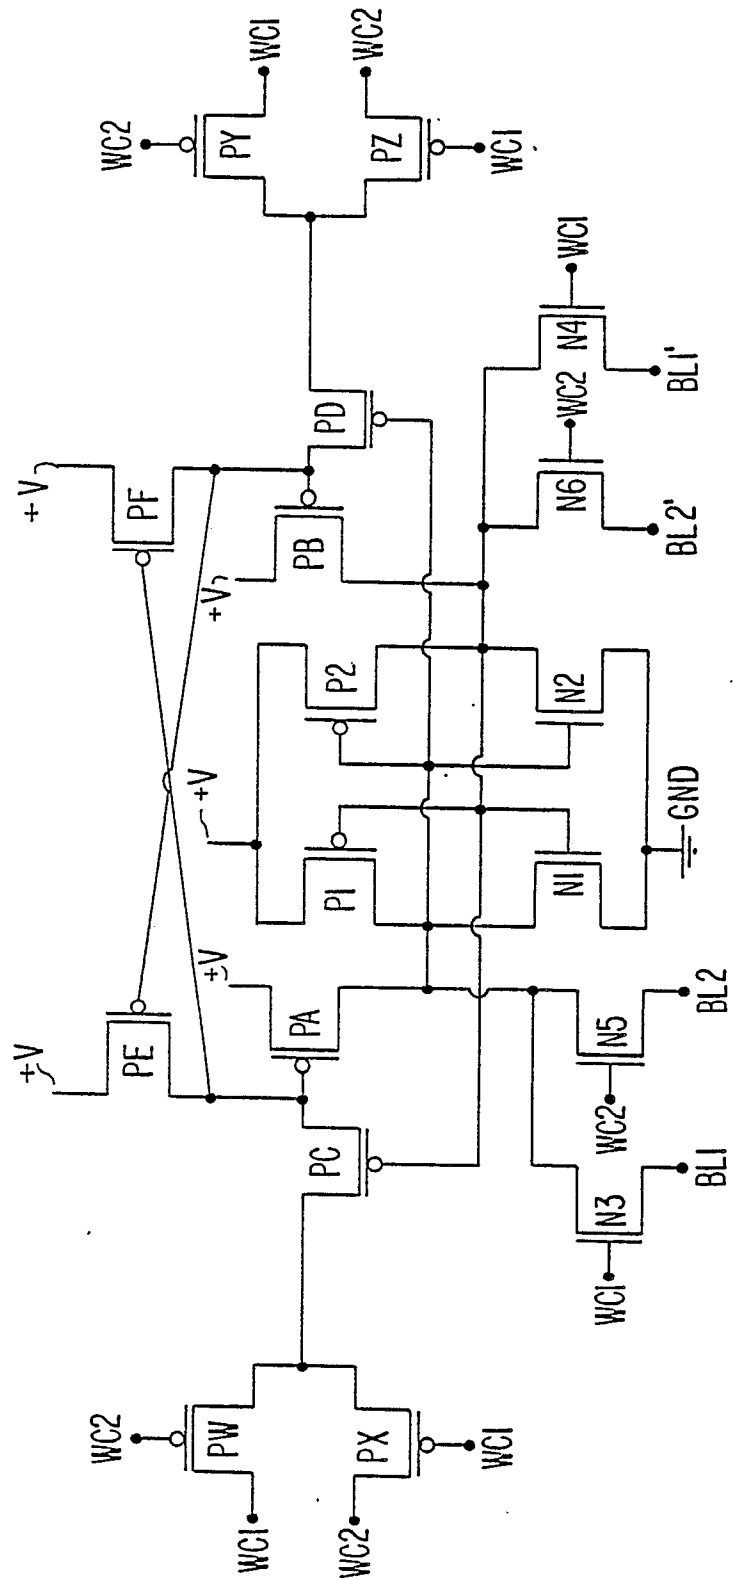 +V
+V
WC2
PE
PF
WC2
+V
+V
+V
PW
PY
WC1
WC1
PA
PB
PC
PD
P1
P2
WC2
WC2
PX
PZ
WC1
WC1
N1
N2
N6
WC2
N4
WC1
WC1
N3
WC2
N5
BL1
BL2
GND
BL2'
BL1'